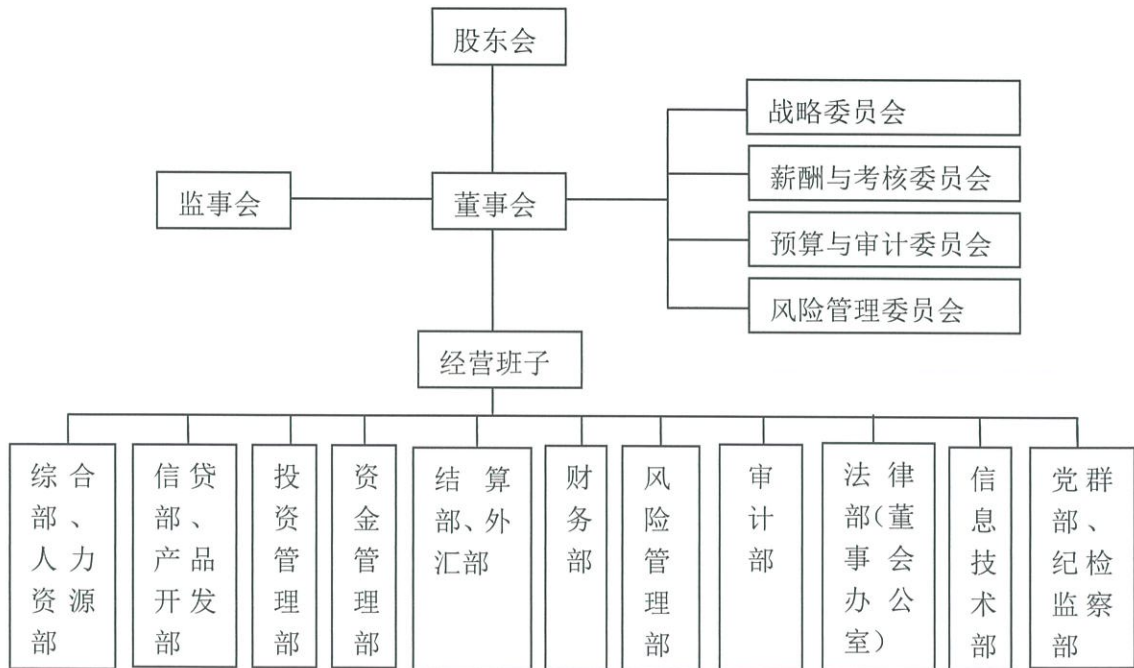 股东会
战略委员会
薪酬与考核委员会
监事会
董事会
预算与审计委员会
风险管理委员会
经营班子
综合
部、
人力
资源
部
信贷
部、
产品
开发
部
投
资
管
理
部
资
金
管
理
部
结算
部、外
汇部
财
务
部
风
险
管
理
部
审
计
部
法律
部（董
事会
办公
室）
信
息
技
术
部
党群
部、
纪检
监察
部